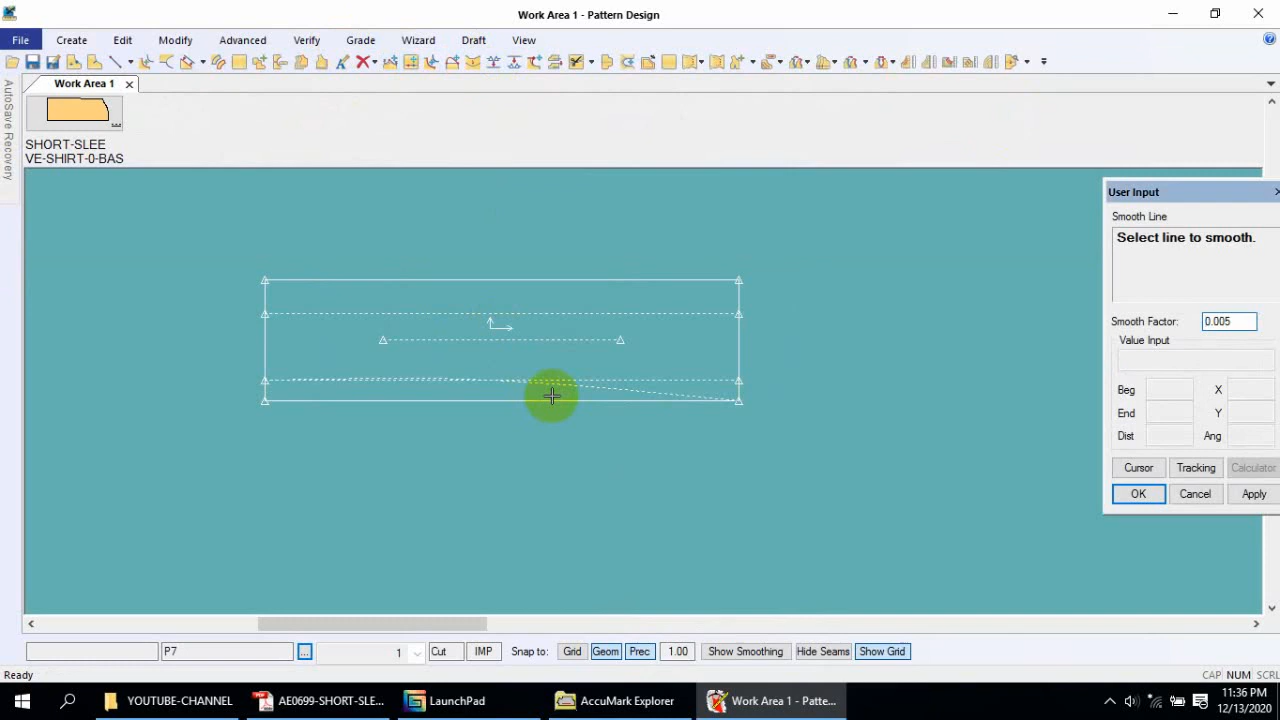 Work Area 1 - Pattern Design
File Create Edit Modify Advanced Verify Grade Wizard Draft View
Work Area 1
AutoSave Recovery
SHORT-SLEE
VE-SHIRT-0-BAS
User Input
Smooth Line
Select line to smooth.
Smooth Factor: 0.005
Value Input
Beg X
End Y
Dist Ang
Cursor Tracking Calculator
OK Cancel Apply
P7 ... 1 Cut IMP Snap to: Grid Geom Prec 1.00 Show Smoothing Hide Seams Show Grid
Ready CAP NUM SCRL
YOUTUBE-CHANNEL AE0699-SHORT-SLE... LaunchPad AccuMark Explorer Work Area 1 - Patte... 11:36 PM
12/13/2020